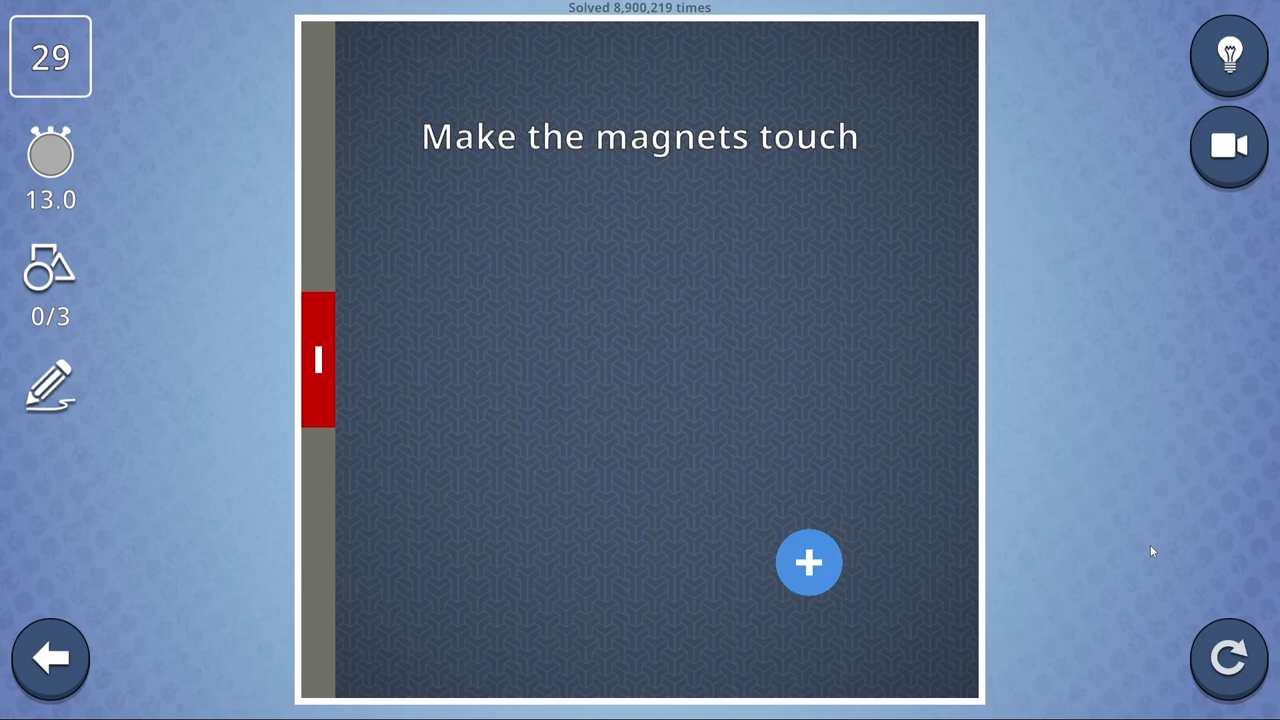 Solved 8,900,219 times
29
Make the magnets touch
13.0
0/3